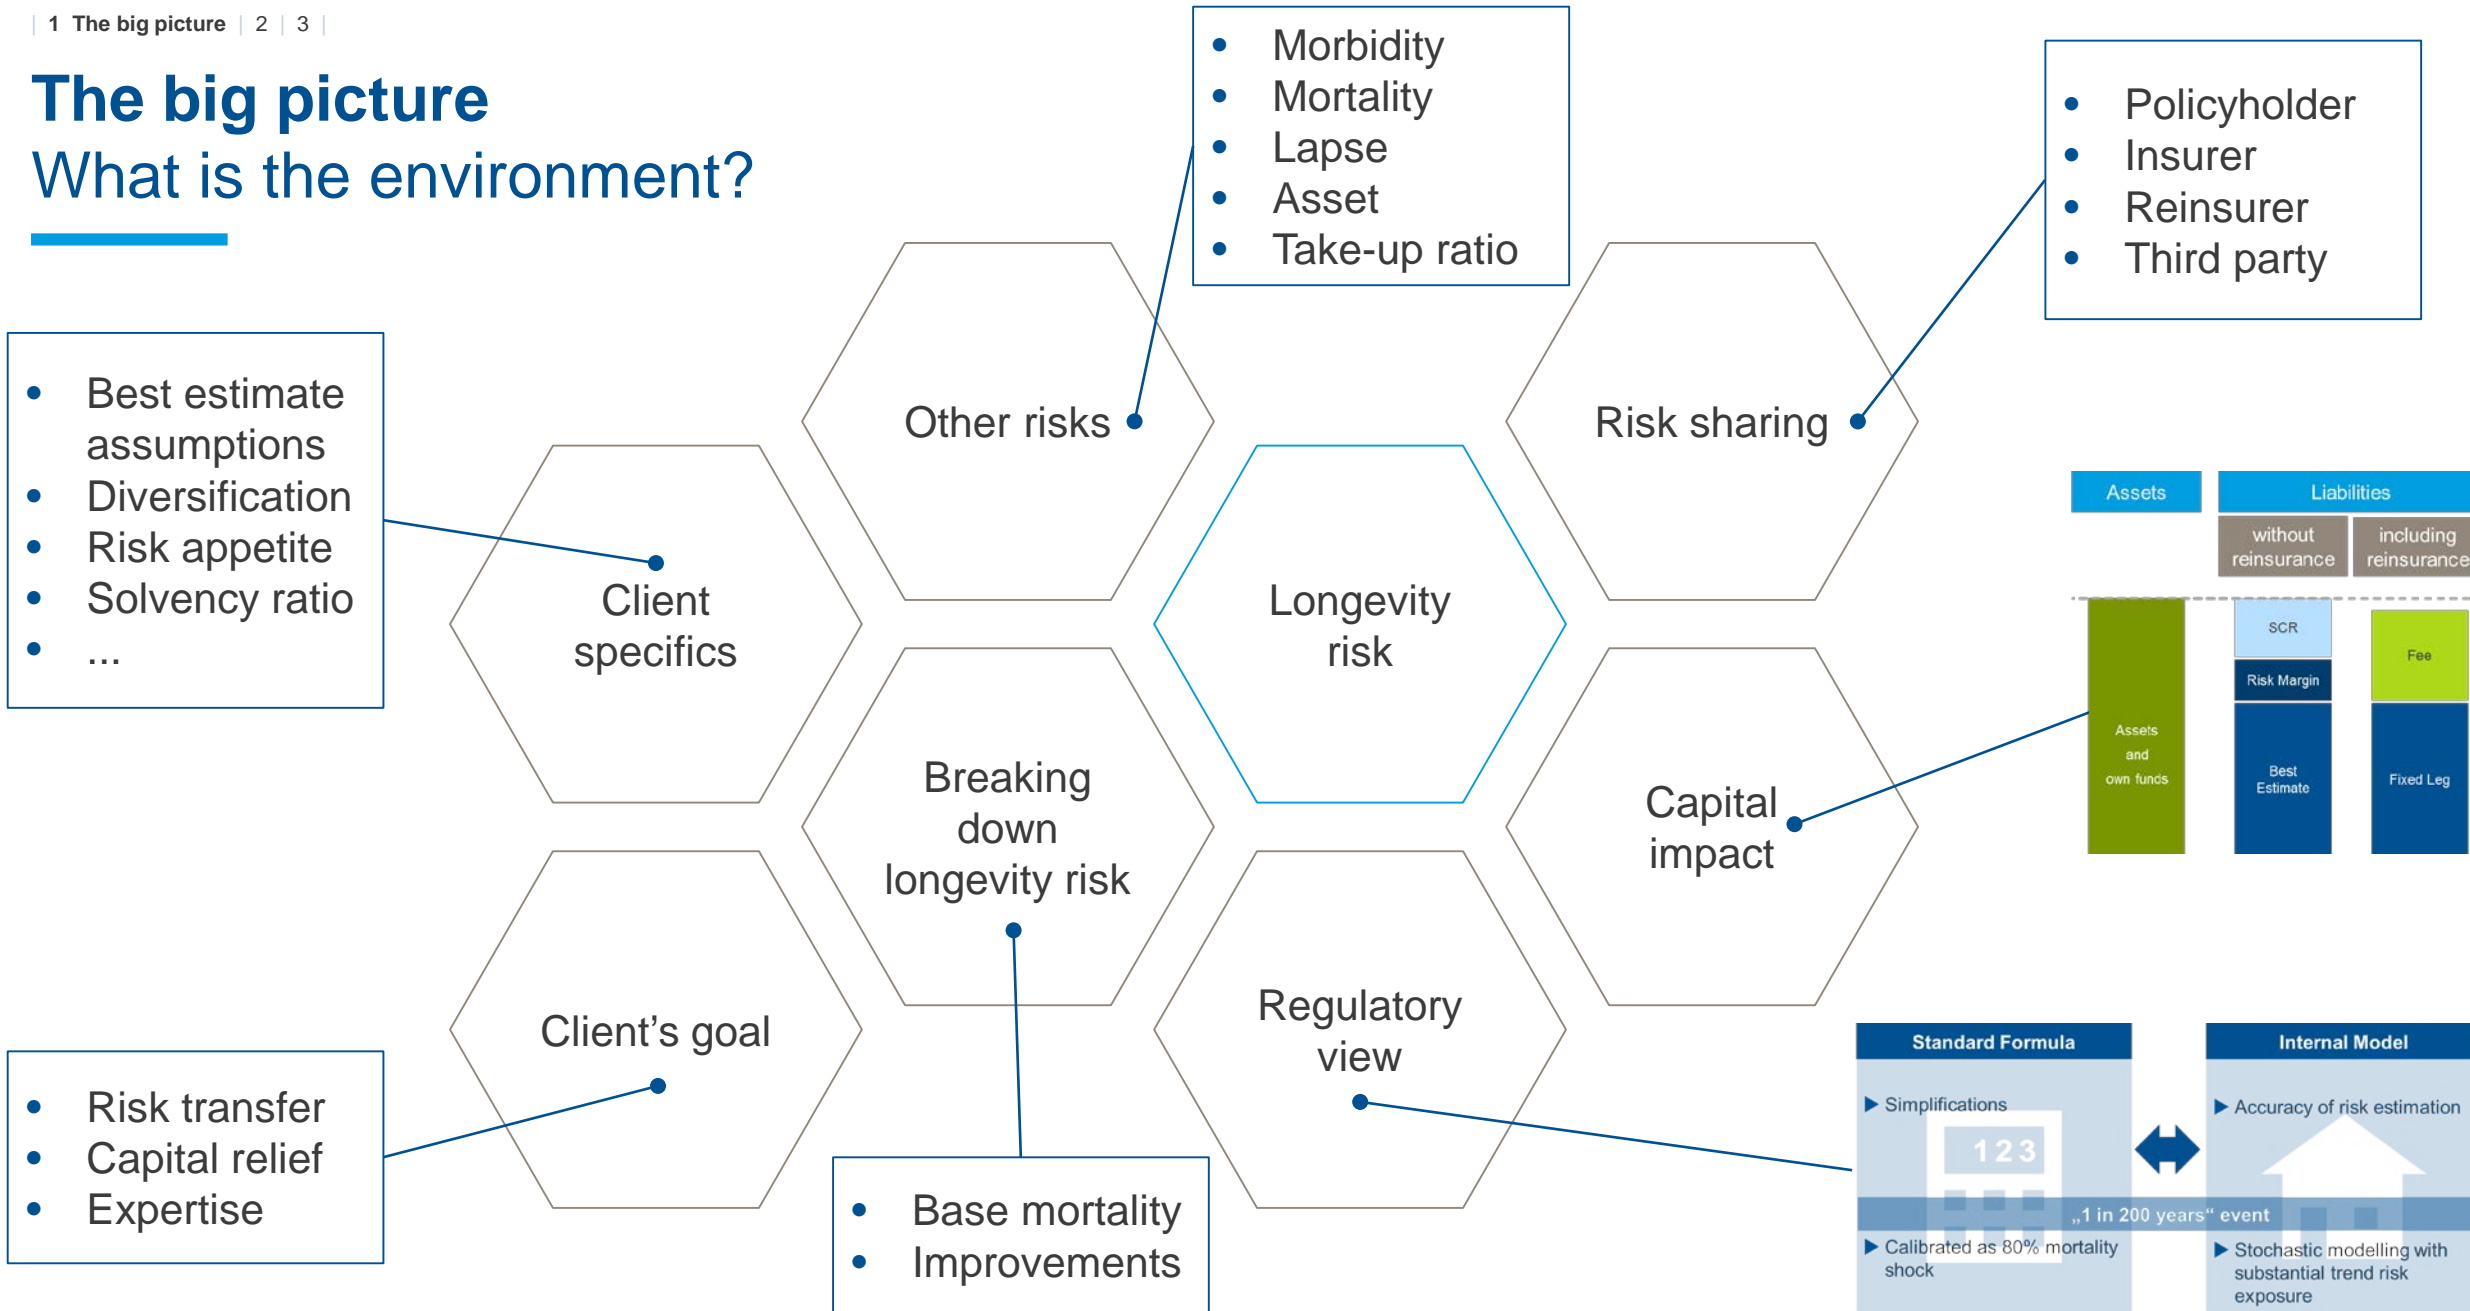 | 1 The big picture | 2 | 3 |
The big picture
What is the environment?
• Morbidity
• Mortality
• Lapse
• Asset
• Take-up ratio
• Policyholder
• Insurer
• Reinsurer
• Third party
• Best estimate
assumptions
• Diversification
• Risk appetite
• Solvency ratio
• ...
Other risks
Risk sharing
Client
specifics
Longevity
risk
Breaking
down
longevity risk
Capital
impact
Client’s goal
Regulatory
view
Assets
Liabilities
without
reinsurance
including
reinsurance
Assets
and
own funds
SCR
Risk Margin
Best
Estimate
Fee
Fixed Leg
• Risk transfer
• Capital relief
• Expertise
• Base mortality
• Improvements
Standard Formula
Simplifications
123
Internal Model
Accuracy of risk estimation
„1 in 200 years“ event
Calibrated as 80% mortality
shock
Stochastic modelling with
substantial trend risk
exposure